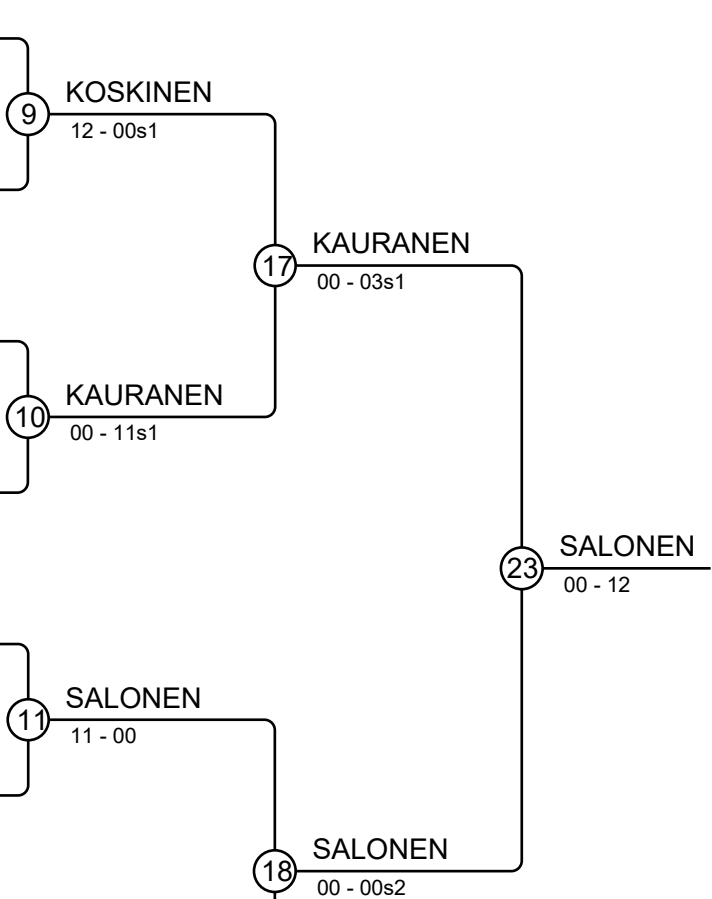 9
KOSKINEN
12 - 00s1
17
KAURANEN
00 - 03s1
10
KAURANEN
00 - 11s1
23
SALONEN
00 - 12
11
SALONEN
11 - 00
18
SALONEN
00 - 00s2